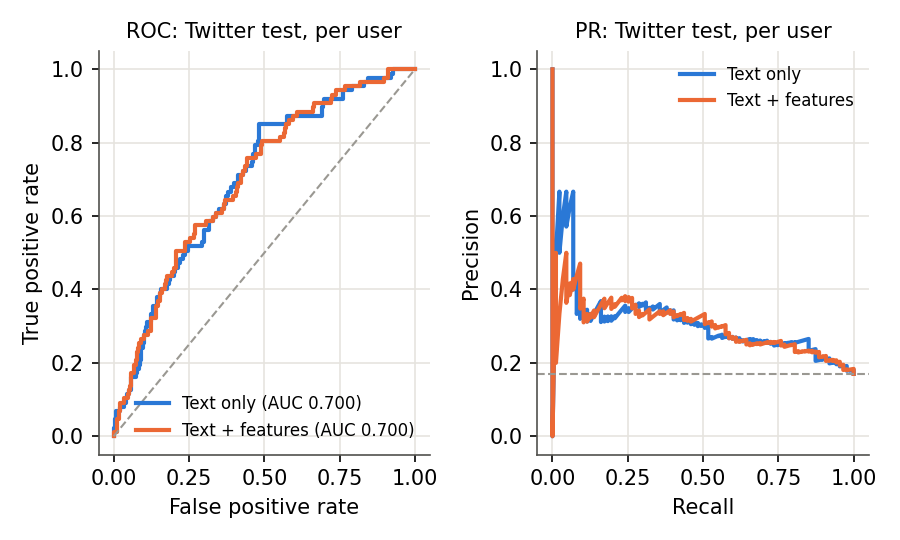 ROC: Twitter test, per user
True positive rate
1.0
0.8
0.6
0.4
0.2
0.0
Text only (AUC 0.700)
Text + features (AUC 0.700)
0.00 0.25 0.50 0.75 1.00
False positive rate
PR: Twitter test, per user
Precision
1.0
0.8
0.6
0.4
0.2
0.0
Text only
Text + features
0.00 0.25 0.50 0.75 1.00
Recall